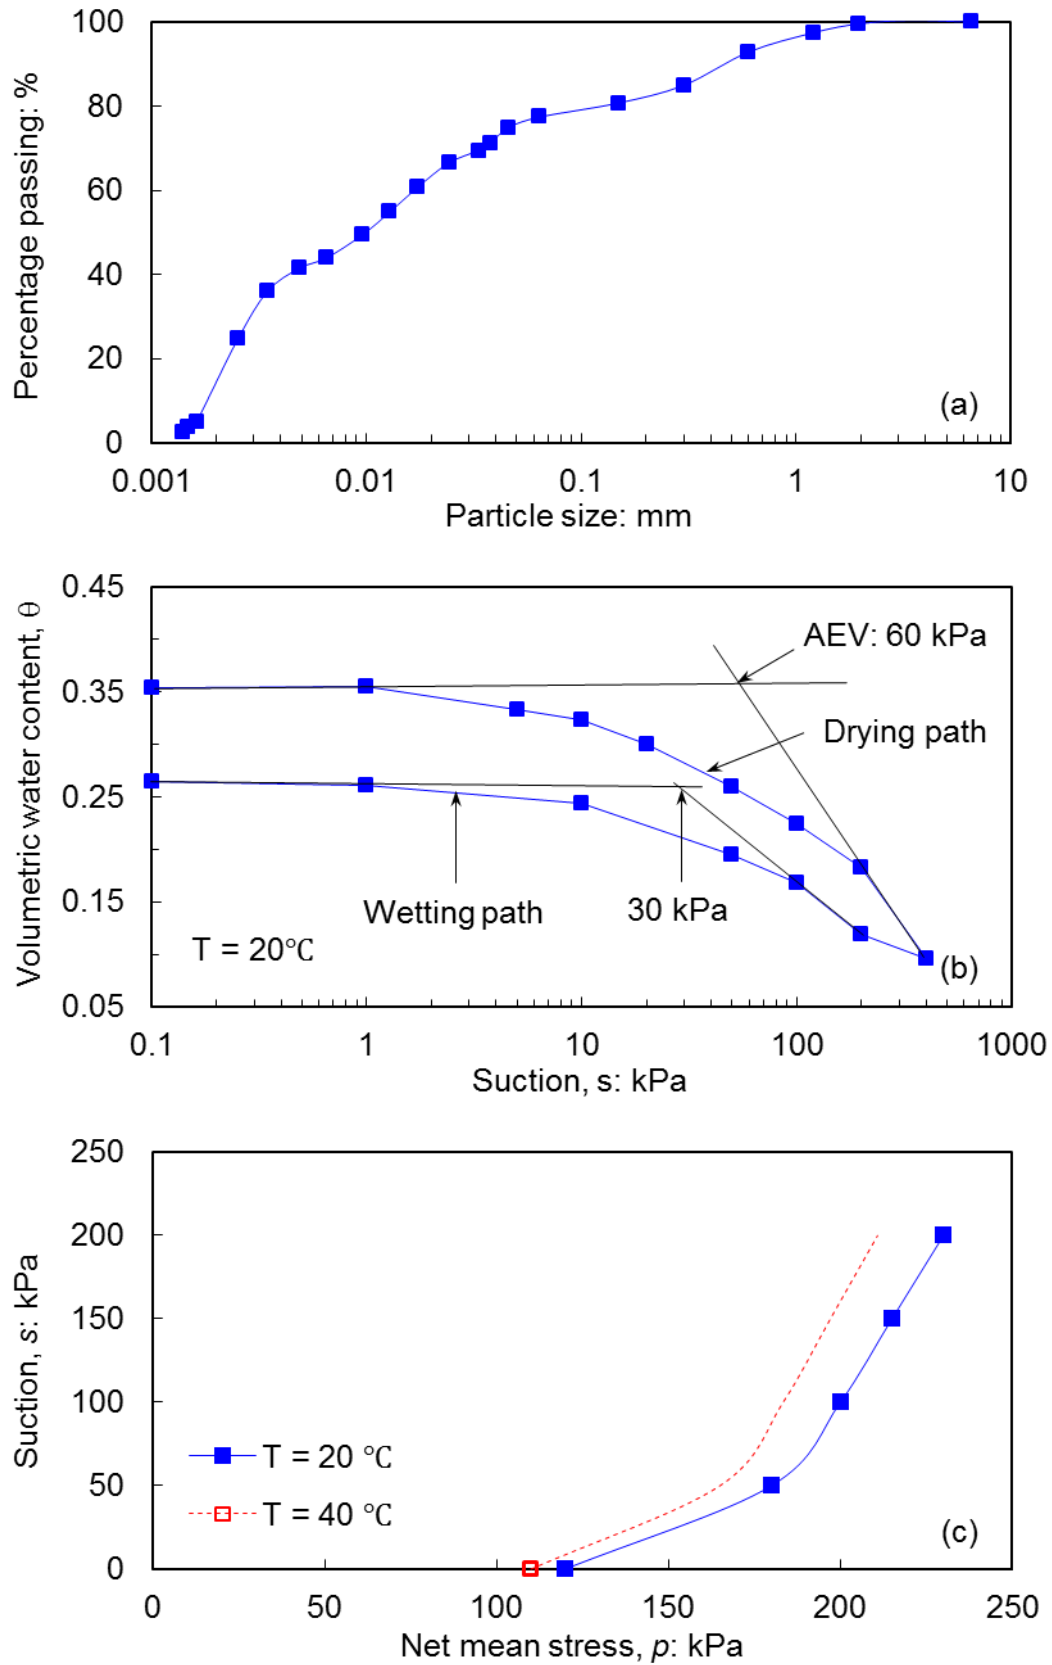 100
80
60
40
20
0
Percentage passing: %
(a)
0.001 0.01 0.1 1 10
Particle size: mm
0.45
0.35
0.25
0.15
0.05
Volumetric water content, θ
AEV: 60 kPa
Drying path
Wetting path
30 kPa
T = 20℃
(b)
0.1 1 10 100 1000
Suction, s: kPa
250
200
150
100
50
0
Suction, s: kPa
T = 20 ℃
T = 40 ℃
(c)
0 50 100 150 200 250
Net mean stress, p: kPa